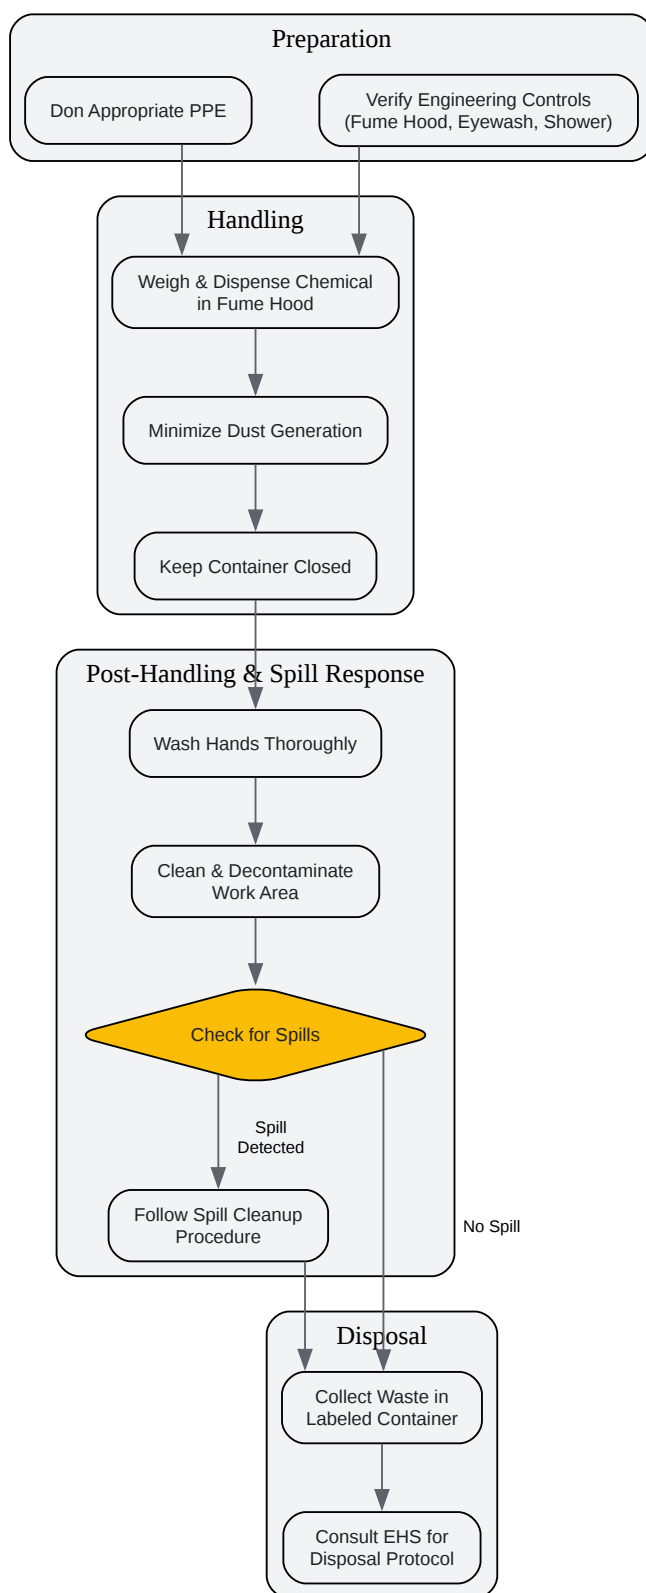 Preparation
Don Appropriate PPE
Verify Engineering Controls
(Fume Hood, Eyewash, Shower)
Handling
Weigh & Dispense Chemical
in Fume Hood
Minimize Dust Generation
Keep Container Closed
Post-Handling & Spill Response
Wash Hands Thoroughly
Clean & Decontaminate
Work Area
Check for Spills
Spill
Detected
Follow Spill Cleanup
Procedure
No Spill
Disposal
Collect Waste in
Labeled Container
Consult EHS for
Disposal Protocol